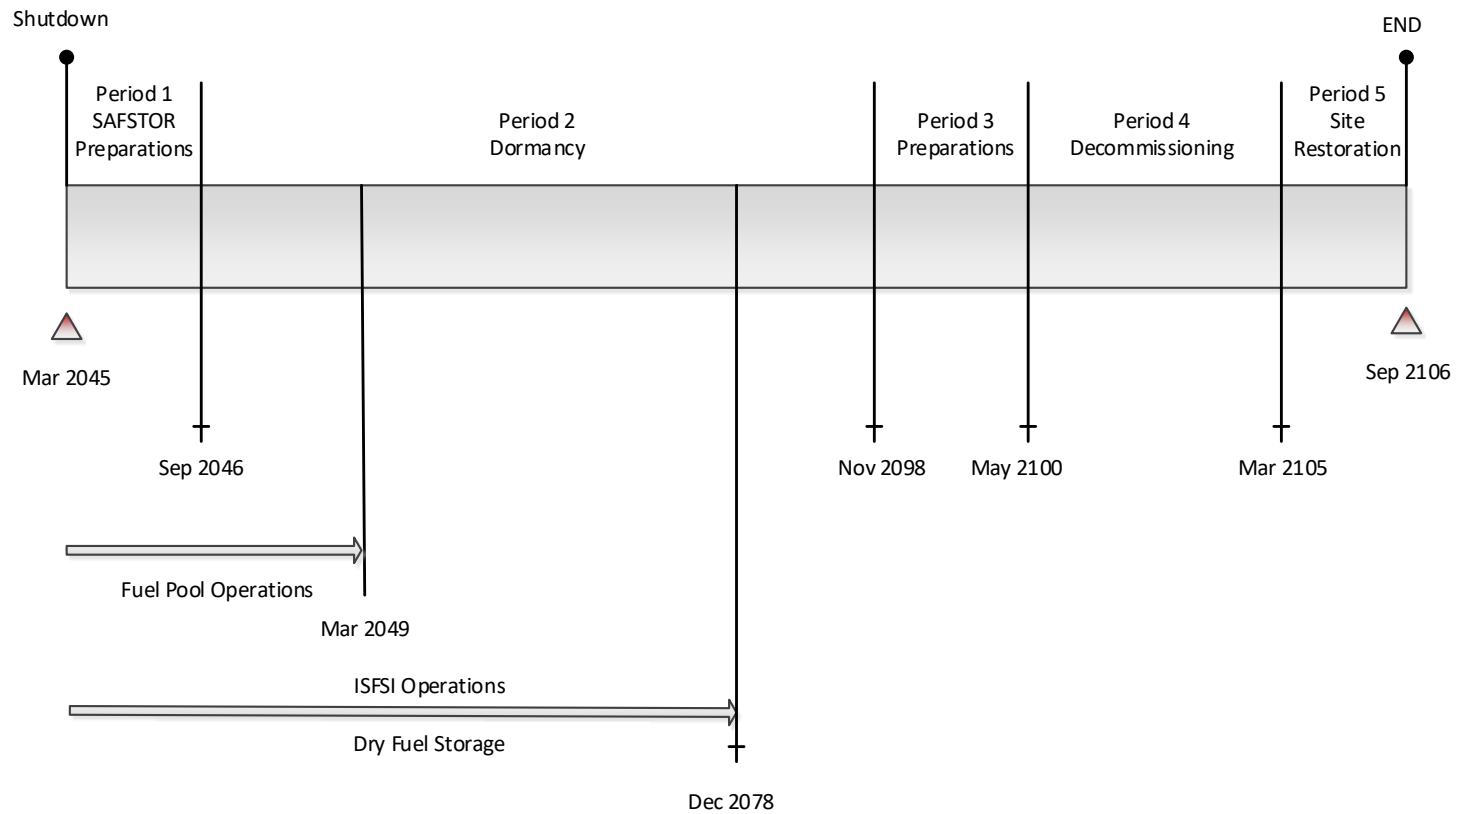 Shutdown
END
Period 1
SAFSTOR
Preparations
Period 2
Dormancy
Period 3
Preparations
Period 4
Decommissioning
Period 5
Site
Restoration
Mar 2045
Sep 2106
Sep 2046
Nov 2098
May 2100
Mar 2105
Fuel Pool Operations
Mar 2049
ISFSI Operations
Dry Fuel Storage
Dec 2078